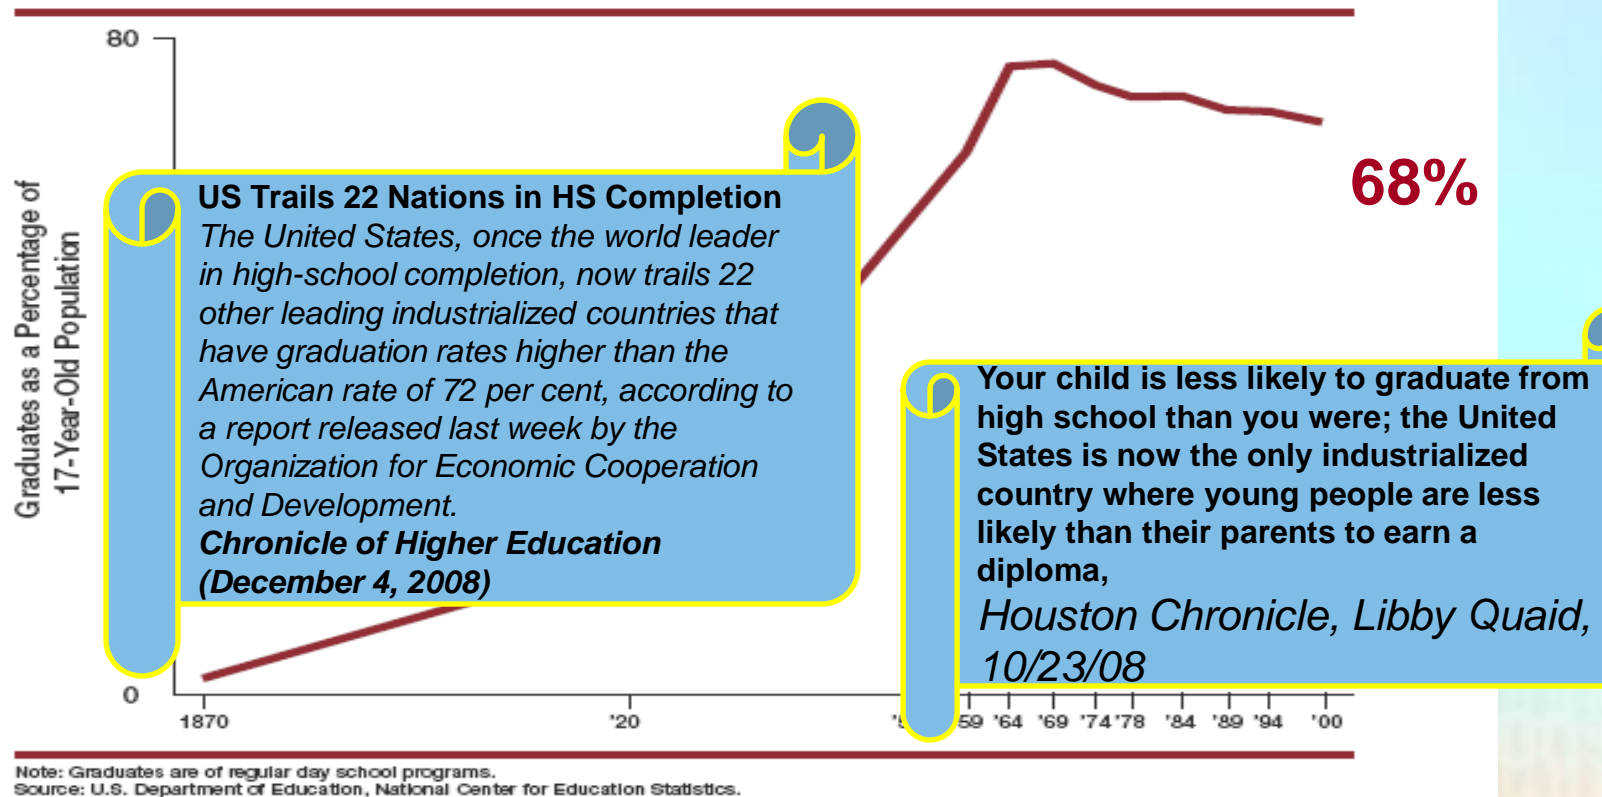 80
Graduates as a Percentage of
17-Year-Old Population
US Trails 22 Nations in HS Completion
The United States, once the world leader
in high-school completion, now trails 22
other leading industrialized countries that
have graduation rates higher than the
American rate of 72 per cent, according to
a report released last week by the
Organization for Economic Cooperation
and Development.
Chronicle of Higher Education
(December 4, 2008)
68%
Your child is less likely to graduate from
high school than you were; the United
States is now the only industrialized
country where young people are less
likely than their parents to earn a
diploma,
Houston Chronicle, Libby Quaid,
10/23/08
0
1870 '20 59 '64 '69 '74 '78 '84 '89 '94 '00
Note: Graduates are of regular day school programs.
Source: U.S. Department of Education, National Center for Education Statistics.